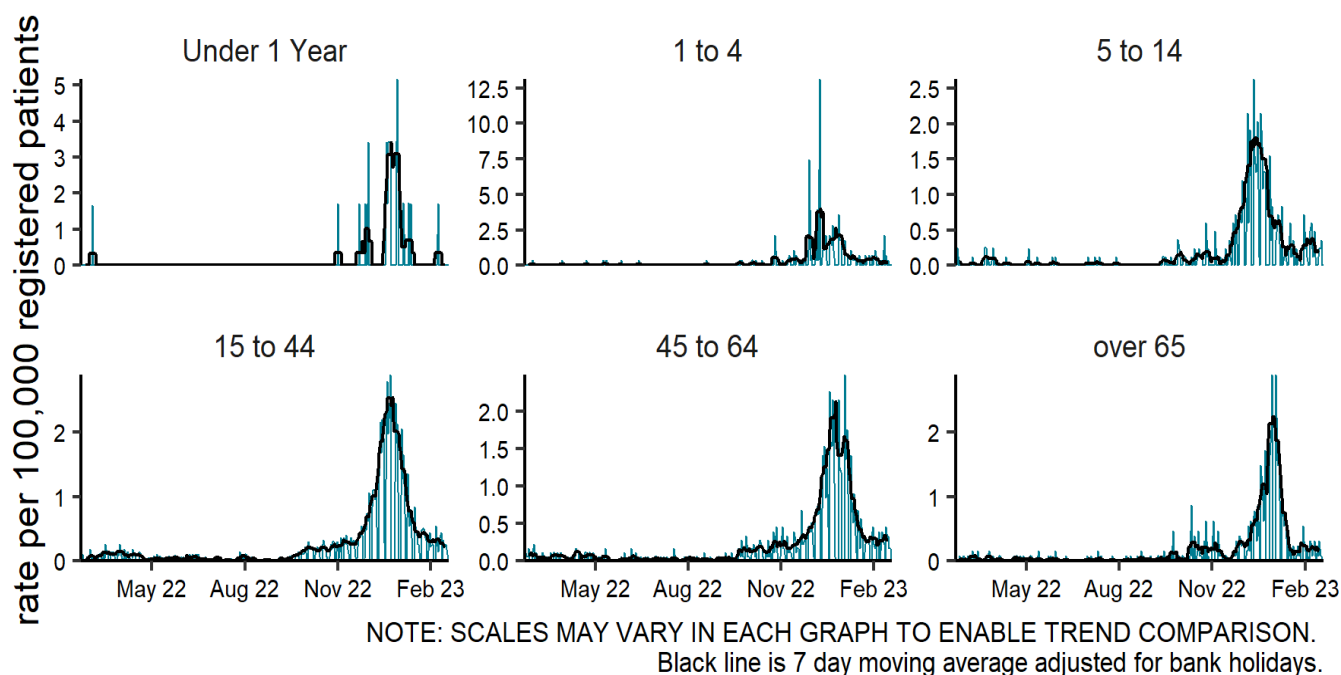 rate per 100,000 registered patients
Under 1 Year
5
4
3
2
1
0
1 to 4
12.5
10.0
7.5
5.0
2.5
0.0
5 to 14
2.5
2.0
1.5
1.0
0.5
0.0
15 to 44
2
1
0
May 22 Aug 22 Nov 22 Feb 23
45 to 64
2.0
1.5
1.0
0.5
0.0
May 22 Aug 22 Nov 22 Feb 23
over 65
2
1
0
May 22 Aug 22 Nov 22 Feb 23
NOTE: SCALES MAY VARY IN EACH GRAPH TO ENABLE TREND COMPARISON.
Black line is 7 day moving average adjusted for bank holidays.